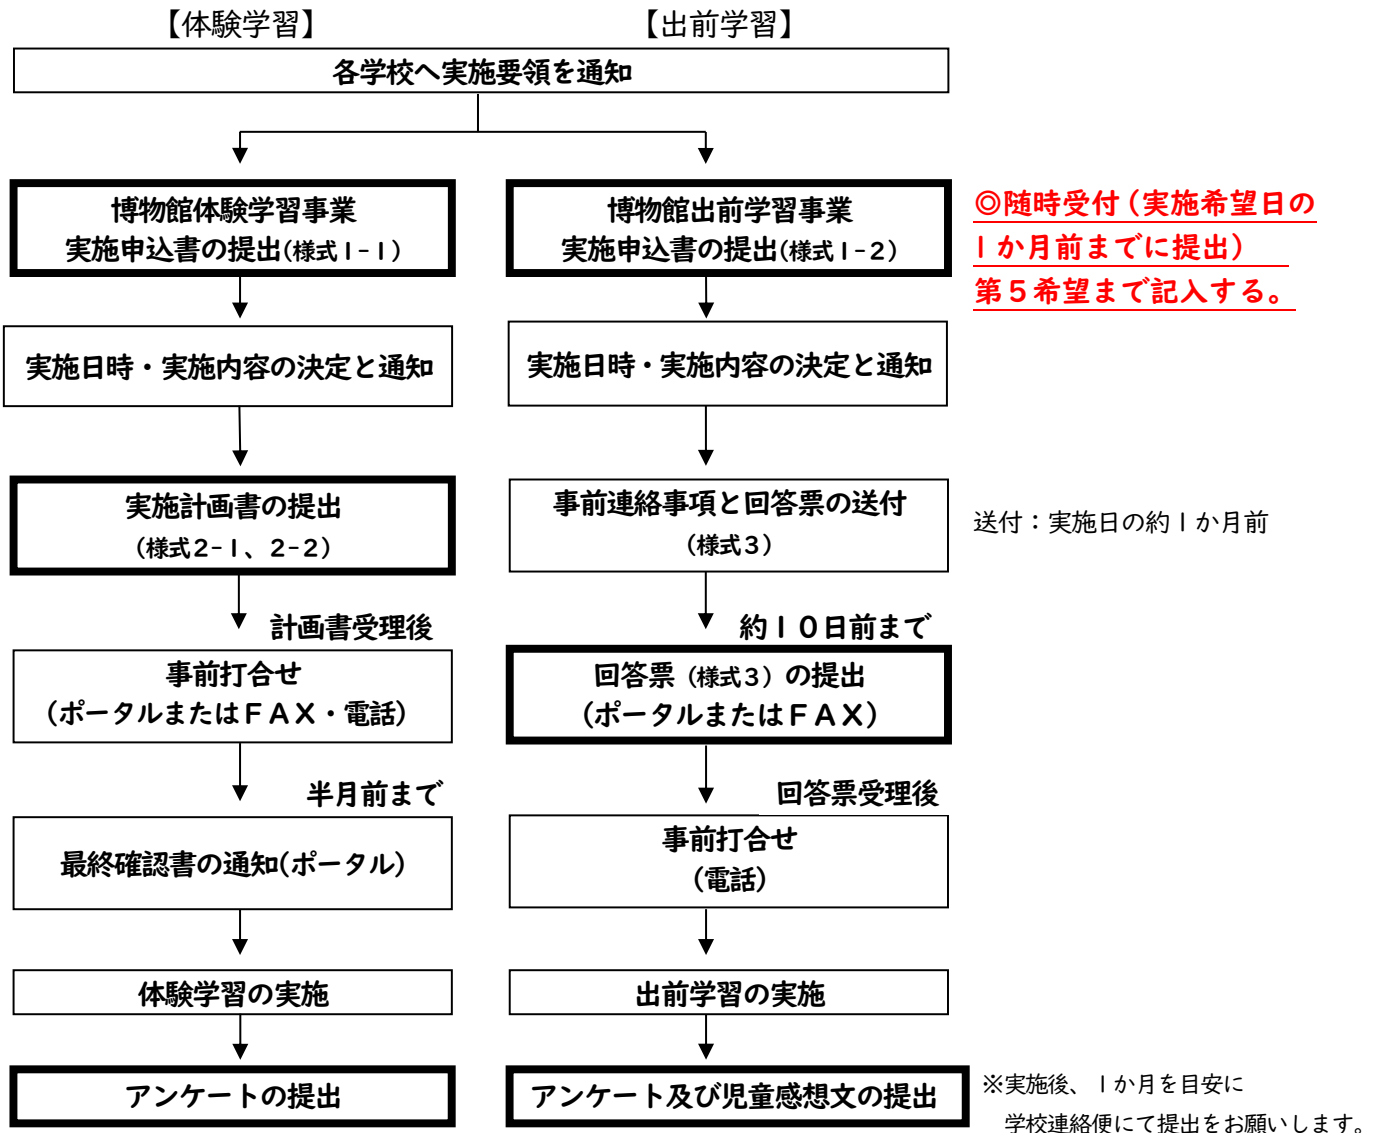 【体験学習】
【出前学習】
各学校へ実施要領を通知
博物館体験学習事業
実施申込書の提出(様式1-1)
博物館出前学習事業
実施申込書の提出(様式1-2)
◎随時受付(実施希望日の
1か月前までに提出)
第5希望まで記入する。
実施日時・実施内容の決定と通知
実施日時・実施内容の決定と通知
実施計画書の提出
(様式2-1、2-2)
事前連絡事項と回答票の送付
(様式3)
送付：実施日の約1か月前
計画書受理後
約10日前まで
事前打合せ
(ポータルまたはFAX・電話)
回答票(様式3)の提出
(ポータルまたはFAX)
半月前まで
回答票受理後
最終確認書の通知(ポータル)
事前打合せ
(電話)
体験学習の実施
出前学習の実施
アンケートの提出
アンケート及び児童感想文の提出
※実施後、1か月を目安に
学校連絡便にて提出をお願いします。